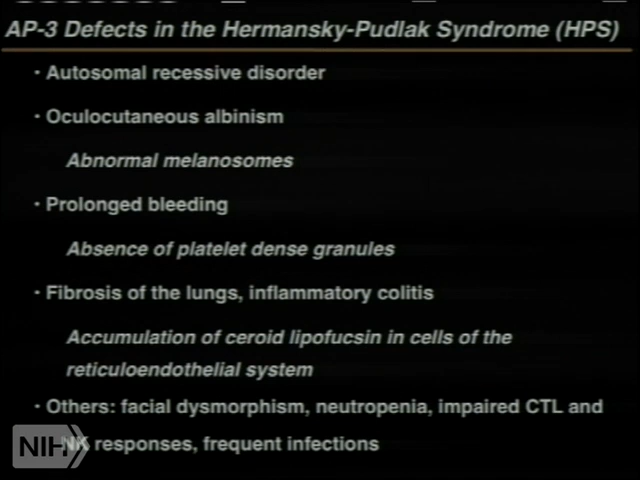 AP-3 Defects in the Hermansky-Pudlak Syndrome (HPS)
· Autosomal recessive disorder
· Oculocutaneous albinism
Abnormal melanosomes
· Prolonged bleeding
Absence of platelet dense granules
· Fibrosis of the lungs, inflammatory colitis
Accumulation of ceroid lipofucsin in cells of the
reticuloendothelial system
· Others: facial dysmorphism, neutropenia, impaired CTL and
NK responses, frequent infections
NIH